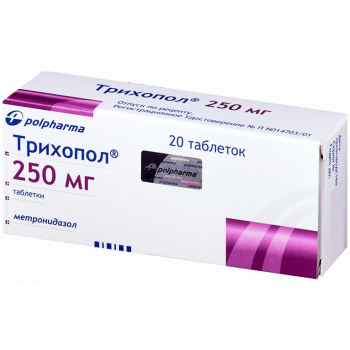 polpharma
Трихопол® 250 мг
Отпуск по рецепту.
Регистрационное Удостоверение № П N014703/01
polpharma
Трихопол®
250 мг
таблетки
метронидазол
20 таблеток
polpharma